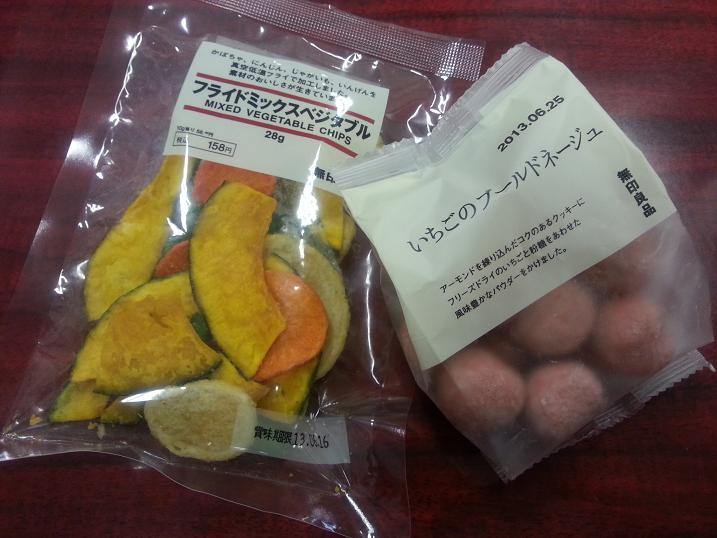 かぼちゃ、にんじん、じゃがいも、いんげんを
真空低温フライで加工しました。
素材のおいしさが生きています
フライドミックスベジタブル
MIXED VEGETABLE CHIPS
28g
税込 158円
無印
賞味期限13.06.16
2013.06.25
いちごのブールドネージュ
無印良品
アーモンドを練り込んだコクのあるクッキーに
フリーズドライのいちごと粉糖をあわせた
風味豊かなパウダーをかけました。